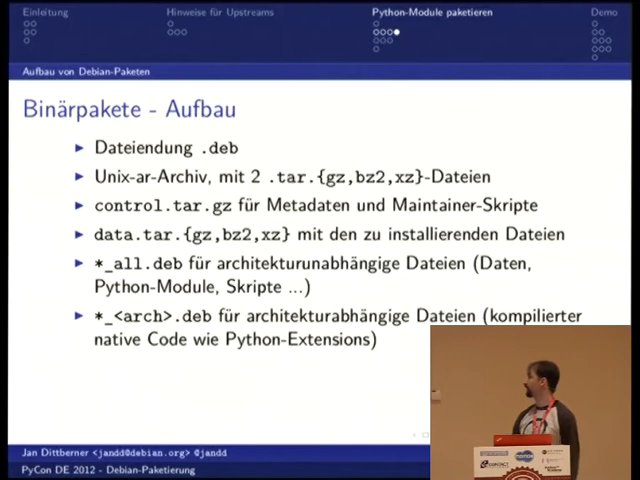 Einleitung
Hinweise für Upstreams
Python-Module paketieren
Demo
Aufbau von Debian-Paketen
Binärpakete - Aufbau
Dateiendung .deb
Unix-ar-Archiv, mit 2 .tar.{gz,bz2,xz}-Dateien
control.tar.gz für Metadaten und Maintainer-Skripte
data.tar.{gz,bz2,xz} mit den zu installierenden Dateien
*_all.deb für architekturunabhängige Dateien (Daten,
Python-Module, Skripte ...)
*_<arch>.deb für architekturabhängige Dateien (kompilierter
native Code wie Python-Extensions)
Jan Dittberner <jandd@debian.org> @jandd
PyCon DE 2012 - Debian-Paketierung